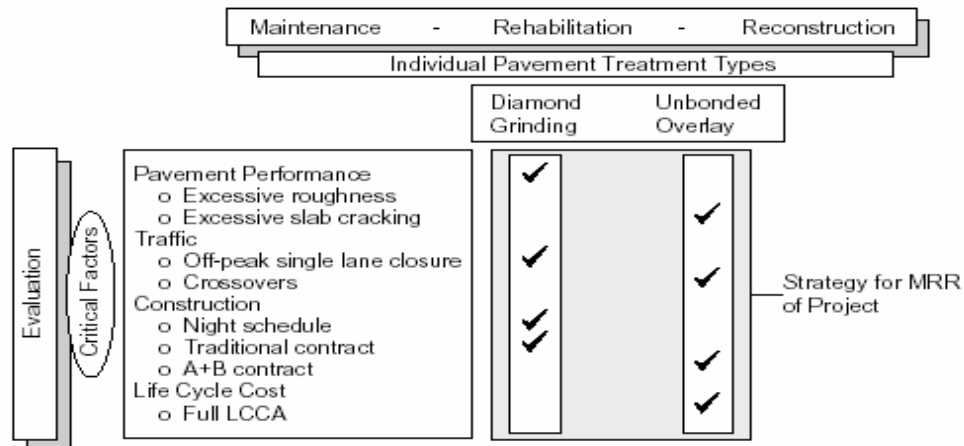 Maintenance - Rehabilitation - Reconstruction
Individual Pavement Treatment Types
Diamond Grinding
Unbonded Overlay
Evaluation
Critical Factors
Pavement Performance
o Excessive roughness
o Excessive slab cracking
Traffic
o Off-peak single lane closure
o Crossovers
Construction
o Night schedule
o Traditional contract
o A+B contract
Life Cycle Cost
o Full LCCA
Strategy for MRR
of Project